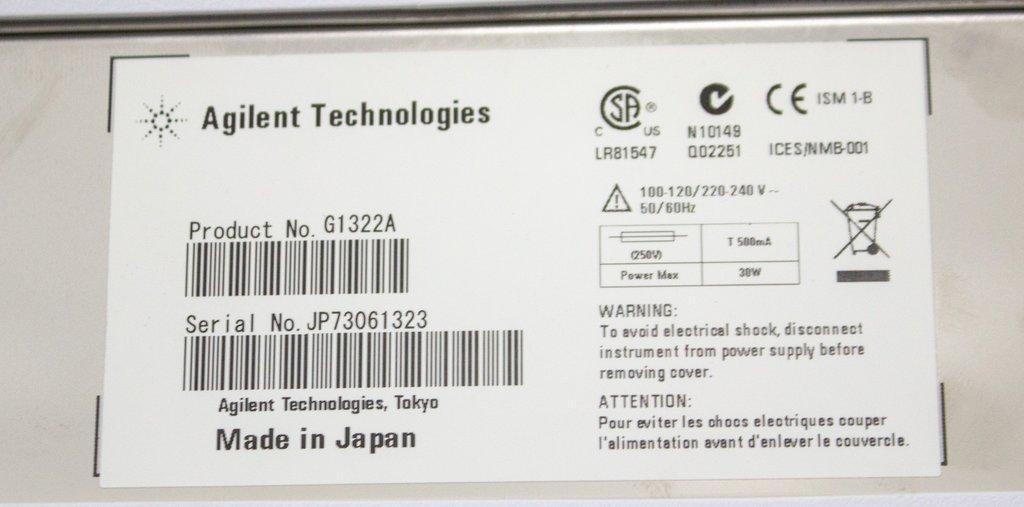 Agilent Technologies
Product No. G1322A
Serial No. JP73061323
Agilent Technologies, Tokyo
Made in Japan
C SA ® US
LR81547
N10149
Q02251
CE ISM 1-B
ICES/NMB-001
100-120/220-240 V ~
50/60Hz
(250V) T 500mA
Power Max 30W
WARNING:
To avoid electrical shock, disconnect
instrument from power supply before
removing cover.
ATTENTION:
Pour eviter les chocs electriques couper
l'alimentation avant d'enlever le couvercle.